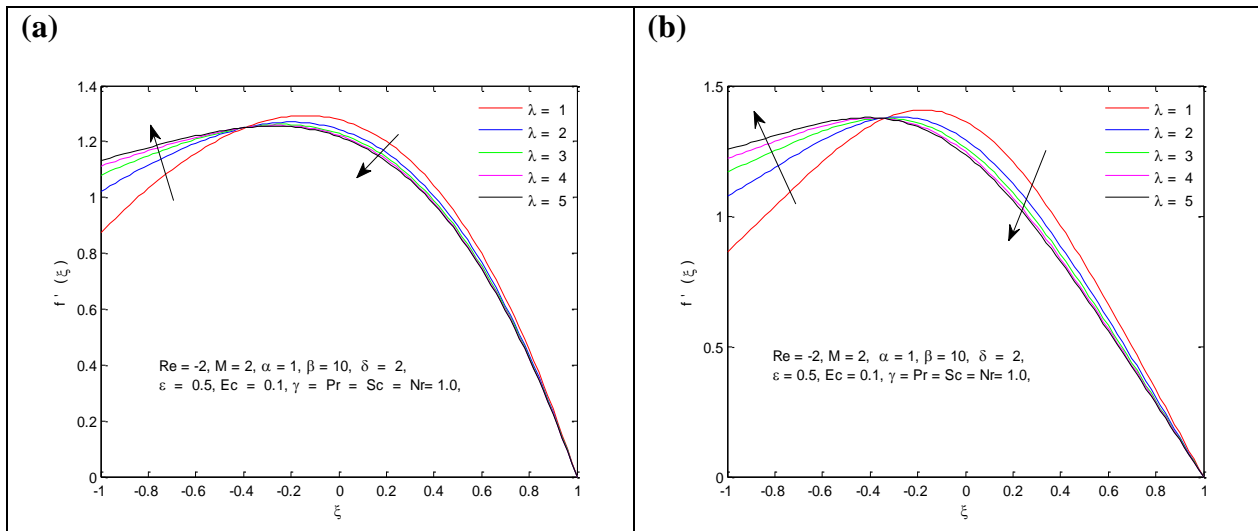 (a)
1.4
1.2
1
0.8
0.6
0.4
0.2
0
f ' (ξ)
-1 -0.8 -0.6 -0.4 -0.2 0 0.2 0.4 0.6 0.8 1
ξ
λ = 1
λ = 2
λ = 3
λ = 4
λ = 5
Re = -2, M = 2, α = 1, β = 10, δ = 2,
ε = 0.5, Ec = 0.1, γ = Pr = Sc = Nr= 1.0,
(b)
1.5
1
0.5
0
f ' (ξ)
-1 -0.8 -0.6 -0.4 -0.2 0 0.2 0.4 0.6 0.8 1
ξ
λ = 1
λ = 2
λ = 3
λ = 4
λ = 5
Re = -2, M = 2, α = 1, β = 10, δ = 2,
ε = 0.5, Ec = 0.1, γ = Pr = Sc = Nr= 1.0,